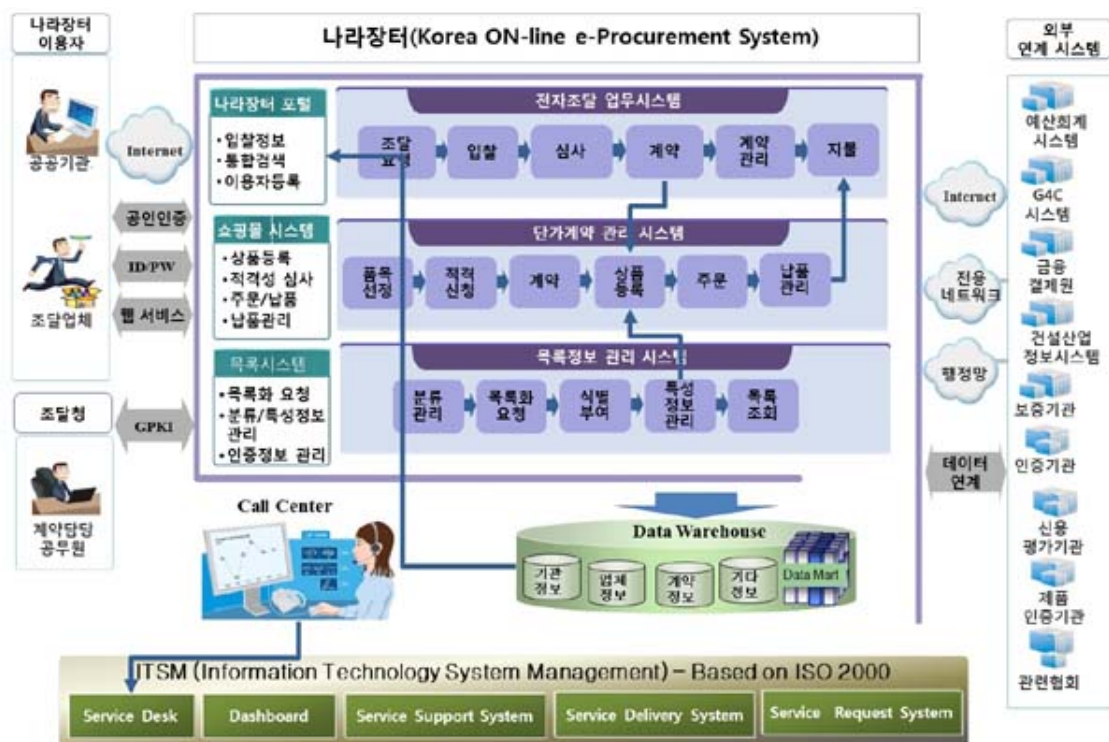 나라장터
이용자
나라장터(Korea ON-line e-Procurement System)
외부
연계 시스템
공공기관
조달업체
조달청
계약담당
공무원
Internet
공인인증
ID/PW
웹 서비스
GPKI
나라장터 포털
•입찰정보
•통합검색
•이용자등록
쇼핑몰 시스템
•상품등록
•적격성 심사
•주문/납품
•납품관리
목록시스템
•목록화 요청
•분류/특성정보
관리
•인증정보 관리
전자조달 업무시스템
조달
요청
입찰
심사
계약
계약
관리
지불
단가계약 관리 시스템
품목
선정
적격
신청
계약
상품
등록
주문
납품
관리
목록정보 관리 시스템
분류
관리
목록화
요청
식별
부여
특성
정보
관리
목록
조회
Internet
전용
네트워크
행정망
데이터
연계
예산회계
시스템
G4C
시스템
금융
결제원
건설산업
정보시스템
보증기관
인증기관
신용
평가기관
제품
인증기관
관련협회
Call Center
Data Warehouse
기관
정보
업체
정보
계약
정보
기타
정보
Data Mart
ITSM (Information Technology System Management) – Based on ISO 2000
Service Desk
Dashboard
Service Support System
Service Delivery System
Service Request System